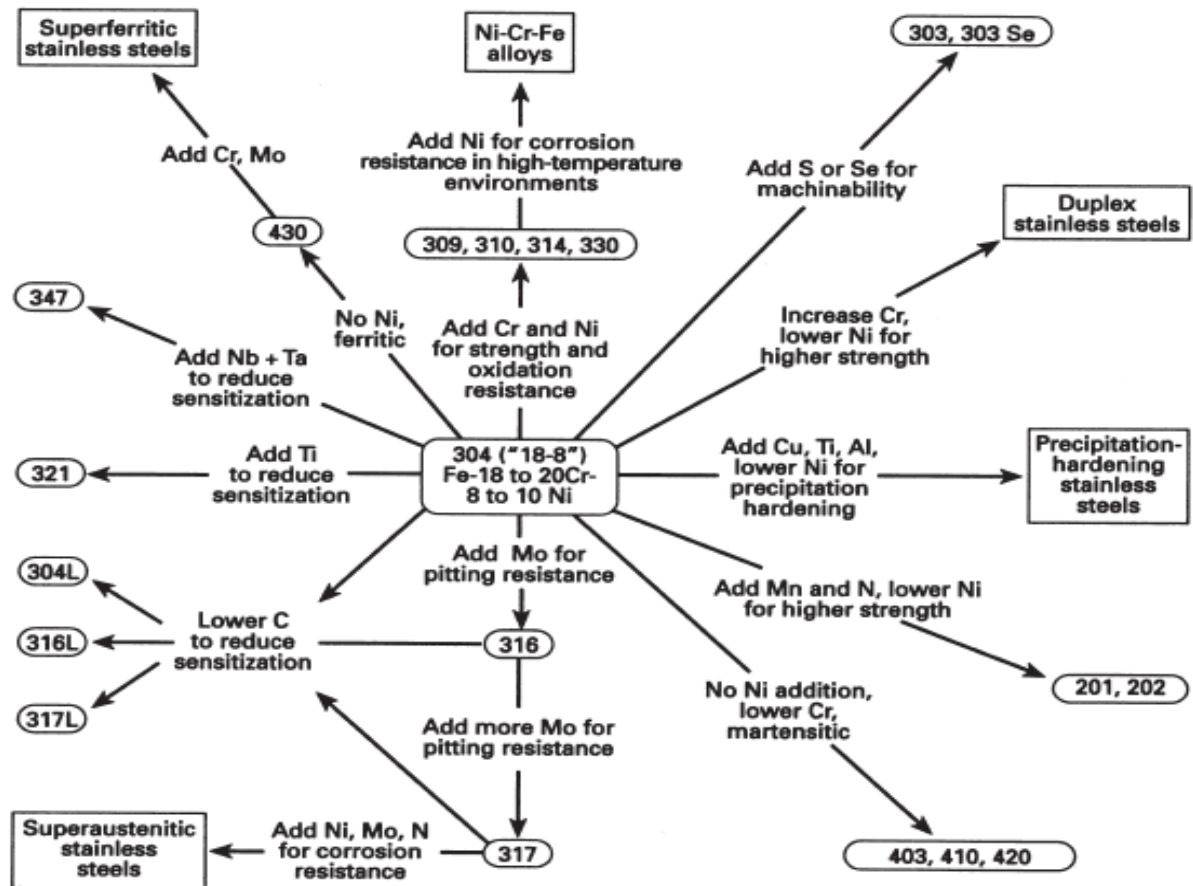 Superferritic
stainless steels
Ni-Cr-Fe
alloys
303, 303 Se
Add Cr, Mo
Add Ni for corrosion
resistance in high-temperature
environments
Add S or Se for
machinability
Duplex
stainless steels
430
309, 310, 314, 330
347
No Ni,
ferritic
Add Cr and Ni
for strength and
oxidation
resistance
Increase Cr,
lower Ni for
higher strength
Add Nb + Ta
to reduce
sensitization
321
Add Ti
to reduce
sensitization
304 ("18-8")
Fe-18 to 20Cr-
8 to 10 Ni
Add Cu, Ti, Al,
lower Ni for
precipitation
hardening
Precipitation-
hardening
stainless
steels
Add Mo for
pitting resistance
304L
316L
317L
Lower C
to reduce
sensitization
316
Add Mn and N, lower Ni
for higher strength
201, 202
Add more Mo for
pitting resistance
No Ni addition,
lower Cr,
martensitic
Superaustenitic
stainless
steels
Add Ni, Mo, N
for corrosion
resistance
317
403, 410, 420